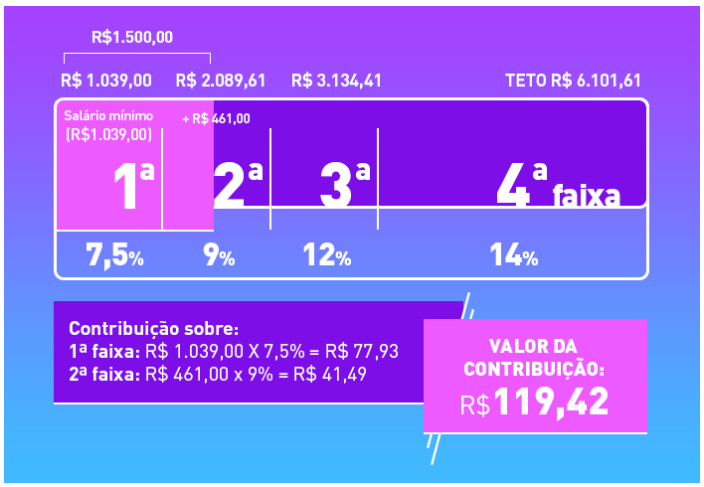 R$1.500,00
R$ 1.039,00 R$ 2.089,61 R$ 3.134,41 TETO R$ 6.101,61
Salário mínimo
(R$1.039,00)
+ R$ 461,00
1ª 2ª 3ª 4ª faixa
7,5% 9% 12% 14%
Contribuição sobre:
1ª faixa: R$ 1.039,00 X 7,5% = R$ 77,93
2ª faixa: R$ 461,00 x 9% = R$ 41,49
VALOR DA
CONTRIBUIÇÃO:
R$119,42